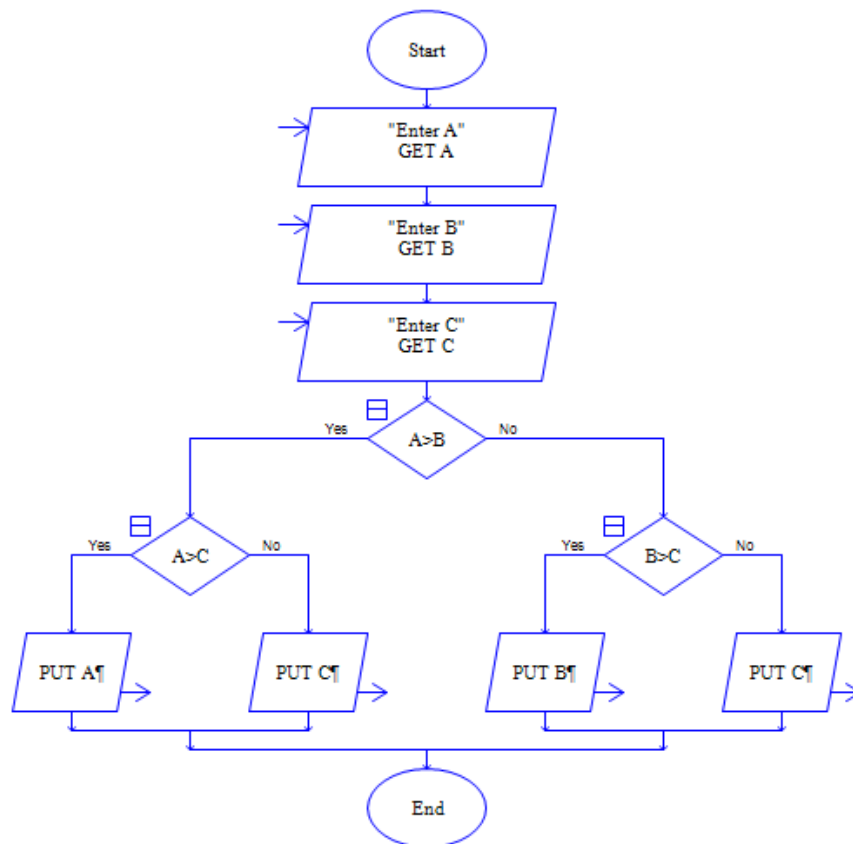 Start
"Enter A"
GET A
"Enter B"
GET B
"Enter C"
GET C
Yes
A>B
No
Yes
A>C
No
Yes
B>C
No
PUT A¶
PUT C¶
PUT B¶
PUT C¶
End